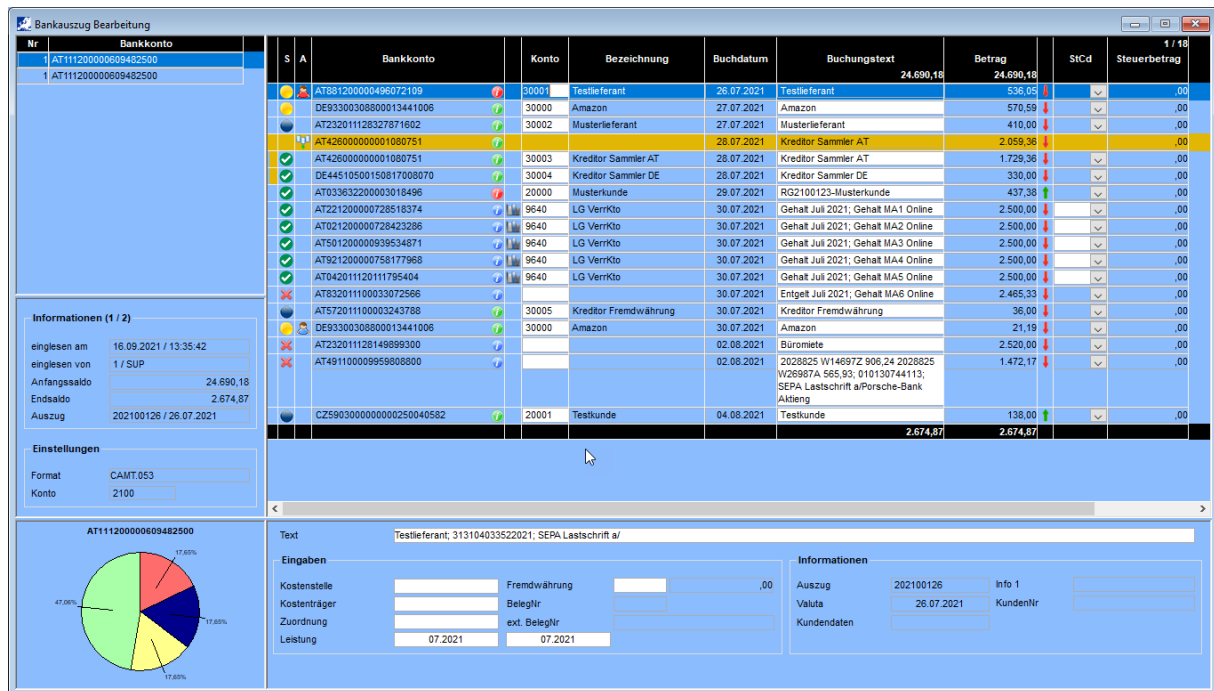 Bankauszug Bearbeitung
Nr Bankkonto
1 AT111200000609482500
1 AT111200000609482500
1 / 18
S A Bankkonto Konto Bezeichnung Buchdatum Buchungstext Betrag StCd Steuerbetrag
24.690,18 24.690,18
AT881200000496072109 30001 Testlieferant 26.07.2021 Testlieferant 536,05 ,00
DE93300308800013441006 30000 Amazon 27.07.2021 Amazon 570,59 ,00
AT232011128327871602 30002 Musterlieferant 27.07.2021 Musterlieferant 410,00 ,00
AT426000000001080751 28.07.2021 Kreditor Sammler AT 2.059,36 ,00
AT426000000001080751 30003 Kreditor Sammler AT 28.07.2021 Kreditor Sammler AT 1.729,36 ,00
DE44510500150817008070 30004 Kreditor Sammler DE 28.07.2021 Kreditor Sammler DE 330,00 ,00
AT033632200003018496 20000 Musterkunde 29.07.2021 RG2100123-Musterkunde 437,38 ,00
AT221200000728518374 9640 LG VerrKto 30.07.2021 Gehalt Juli 2021; Gehalt MA1 Online 2.500,00 ,00
AT021200000728423286 9640 LG VerrKto 30.07.2021 Gehalt Juli 2021; Gehalt MA2 Online 2.500,00 ,00
AT501200000939534871 9640 LG VerrKto 30.07.2021 Gehalt Juli 2021; Gehalt MA3 Online 2.500,00 ,00
AT921200000758177968 9640 LG VerrKto 30.07.2021 Gehalt Juli 2021; Gehalt MA4 Online 2.500,00 ,00
AT042011120111795404 9640 LG VerrKto 30.07.2021 Gehalt Juli 2021; Gehalt MA5 Online 2.500,00 ,00
AT832011100033072566 30.07.2021 Entgelt Juli 2021; Gehalt MA6 Online 2.465,33 ,00
AT572011100003243788 30005 Kreditor Fremdwährung 30.07.2021 Kreditor Fremdwährung 36,00 ,00
DE93300308800013441006 30000 Amazon 30.07.2021 Amazon 21,19 ,00
AT232011128149899300 02.08.2021 Büromiete 2.520,00 ,00
AT491100009959808800 02.08.2021 2028825 W14697Z 906,24 2028825 1.472,17 ,00
W26987A 565,93; 010130744113;
SEPA Lastschrift a/Porsche-Bank
Aktieng
CZ5903000000000250040582 20001 Testkunde 04.08.2021 Testkunde 138,00 ,00
2.674,87 2.674,87
Informationen (1 / 2)
einglesen am 16.09.2021 / 13:35:42
einglesen von 1 / SUP
Anfangssaldo 24.690,18
Endsaldo 2.674,87
Auszug 202100126 / 26.07.2021
Einstellungen
Format CAMT.053
Konto 2100
AT111200000609482500
17,65%
47,06%
17,65%
17,65%
Text Testlieferant; 313104033522021; SEPA Lastschrift a/
Eingaben
Kostenstelle Fremdwährung ,00
Kostenträger BelegNr
Zuordnung ext. BelegNr
Leistung 07.2021 07.2021
Informationen
Auszug 202100126 Info 1
Valuta 26.07.2021 KundenNr
Kundendaten